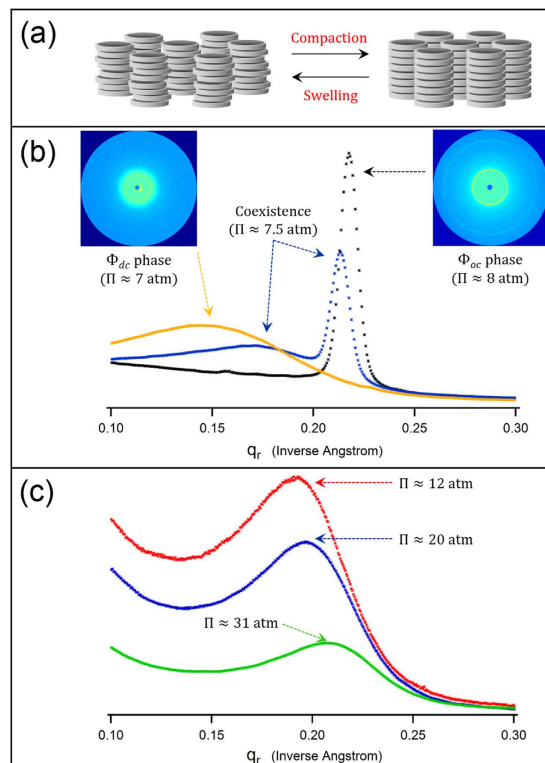 (a)
Compaction
Swelling
(b)
Coexistence
(Π ≈ 7.5 atm)
Φdc phase
(Π ≈ 7 atm)
Φoc phase
(Π ≈ 8 atm)
0.10 0.15 0.20 0.25 0.30
qr (Inverse Angstrom)
(c)
Π ≈ 12 atm
Π ≈ 20 atm
Π ≈ 31 atm
0.10 0.15 0.20 0.25 0.30
qr (Inverse Angstrom)